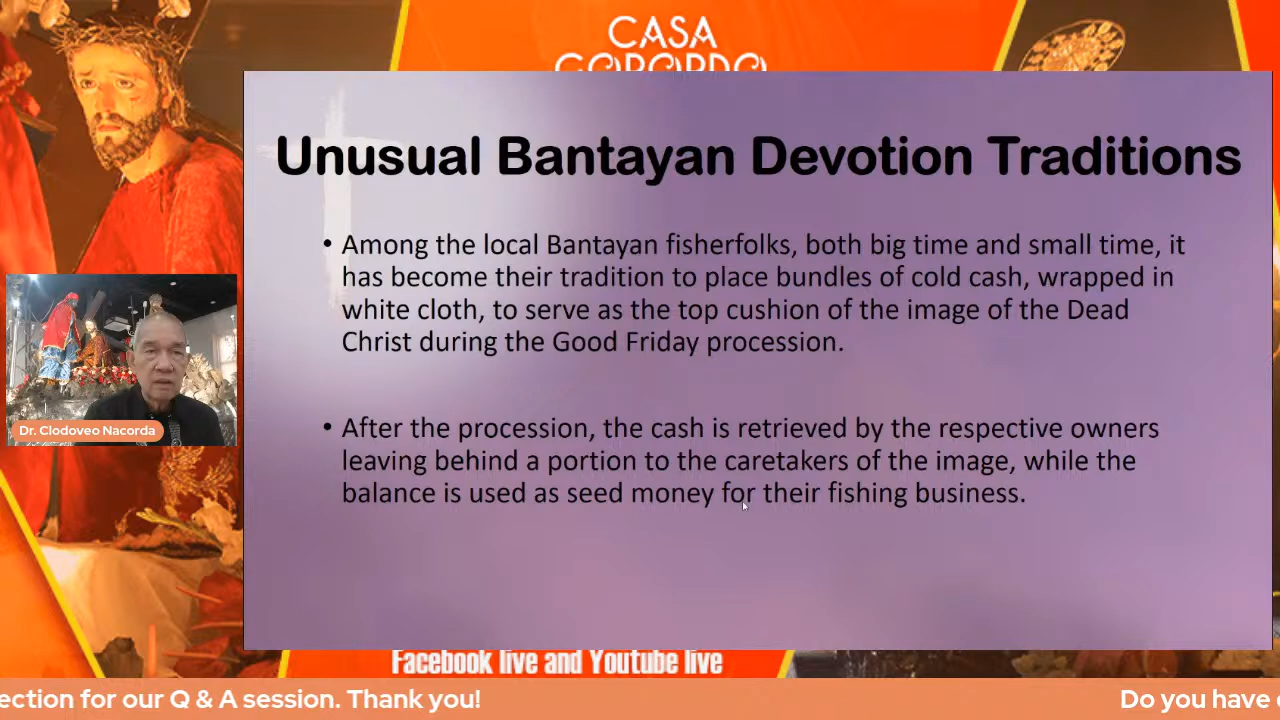 CASA
GORORDO
Unusual Bantayan Devotion Traditions
• Among the local Bantayan fisherfolks, both big time and small time, it
has become their tradition to place bundles of cold cash, wrapped in
white cloth, to serve as the top cushion of the image of the Dead
Christ during the Good Friday procession.
• After the procession, the cash is retrieved by the respective owners
leaving behind a portion to the caretakers of the image, while the
balance is used as seed money for their fishing business.
Dr. Clodoveo Nacorda
Facebook live and Youtube live
ection for our Q & A session. Thank you!
Do you have